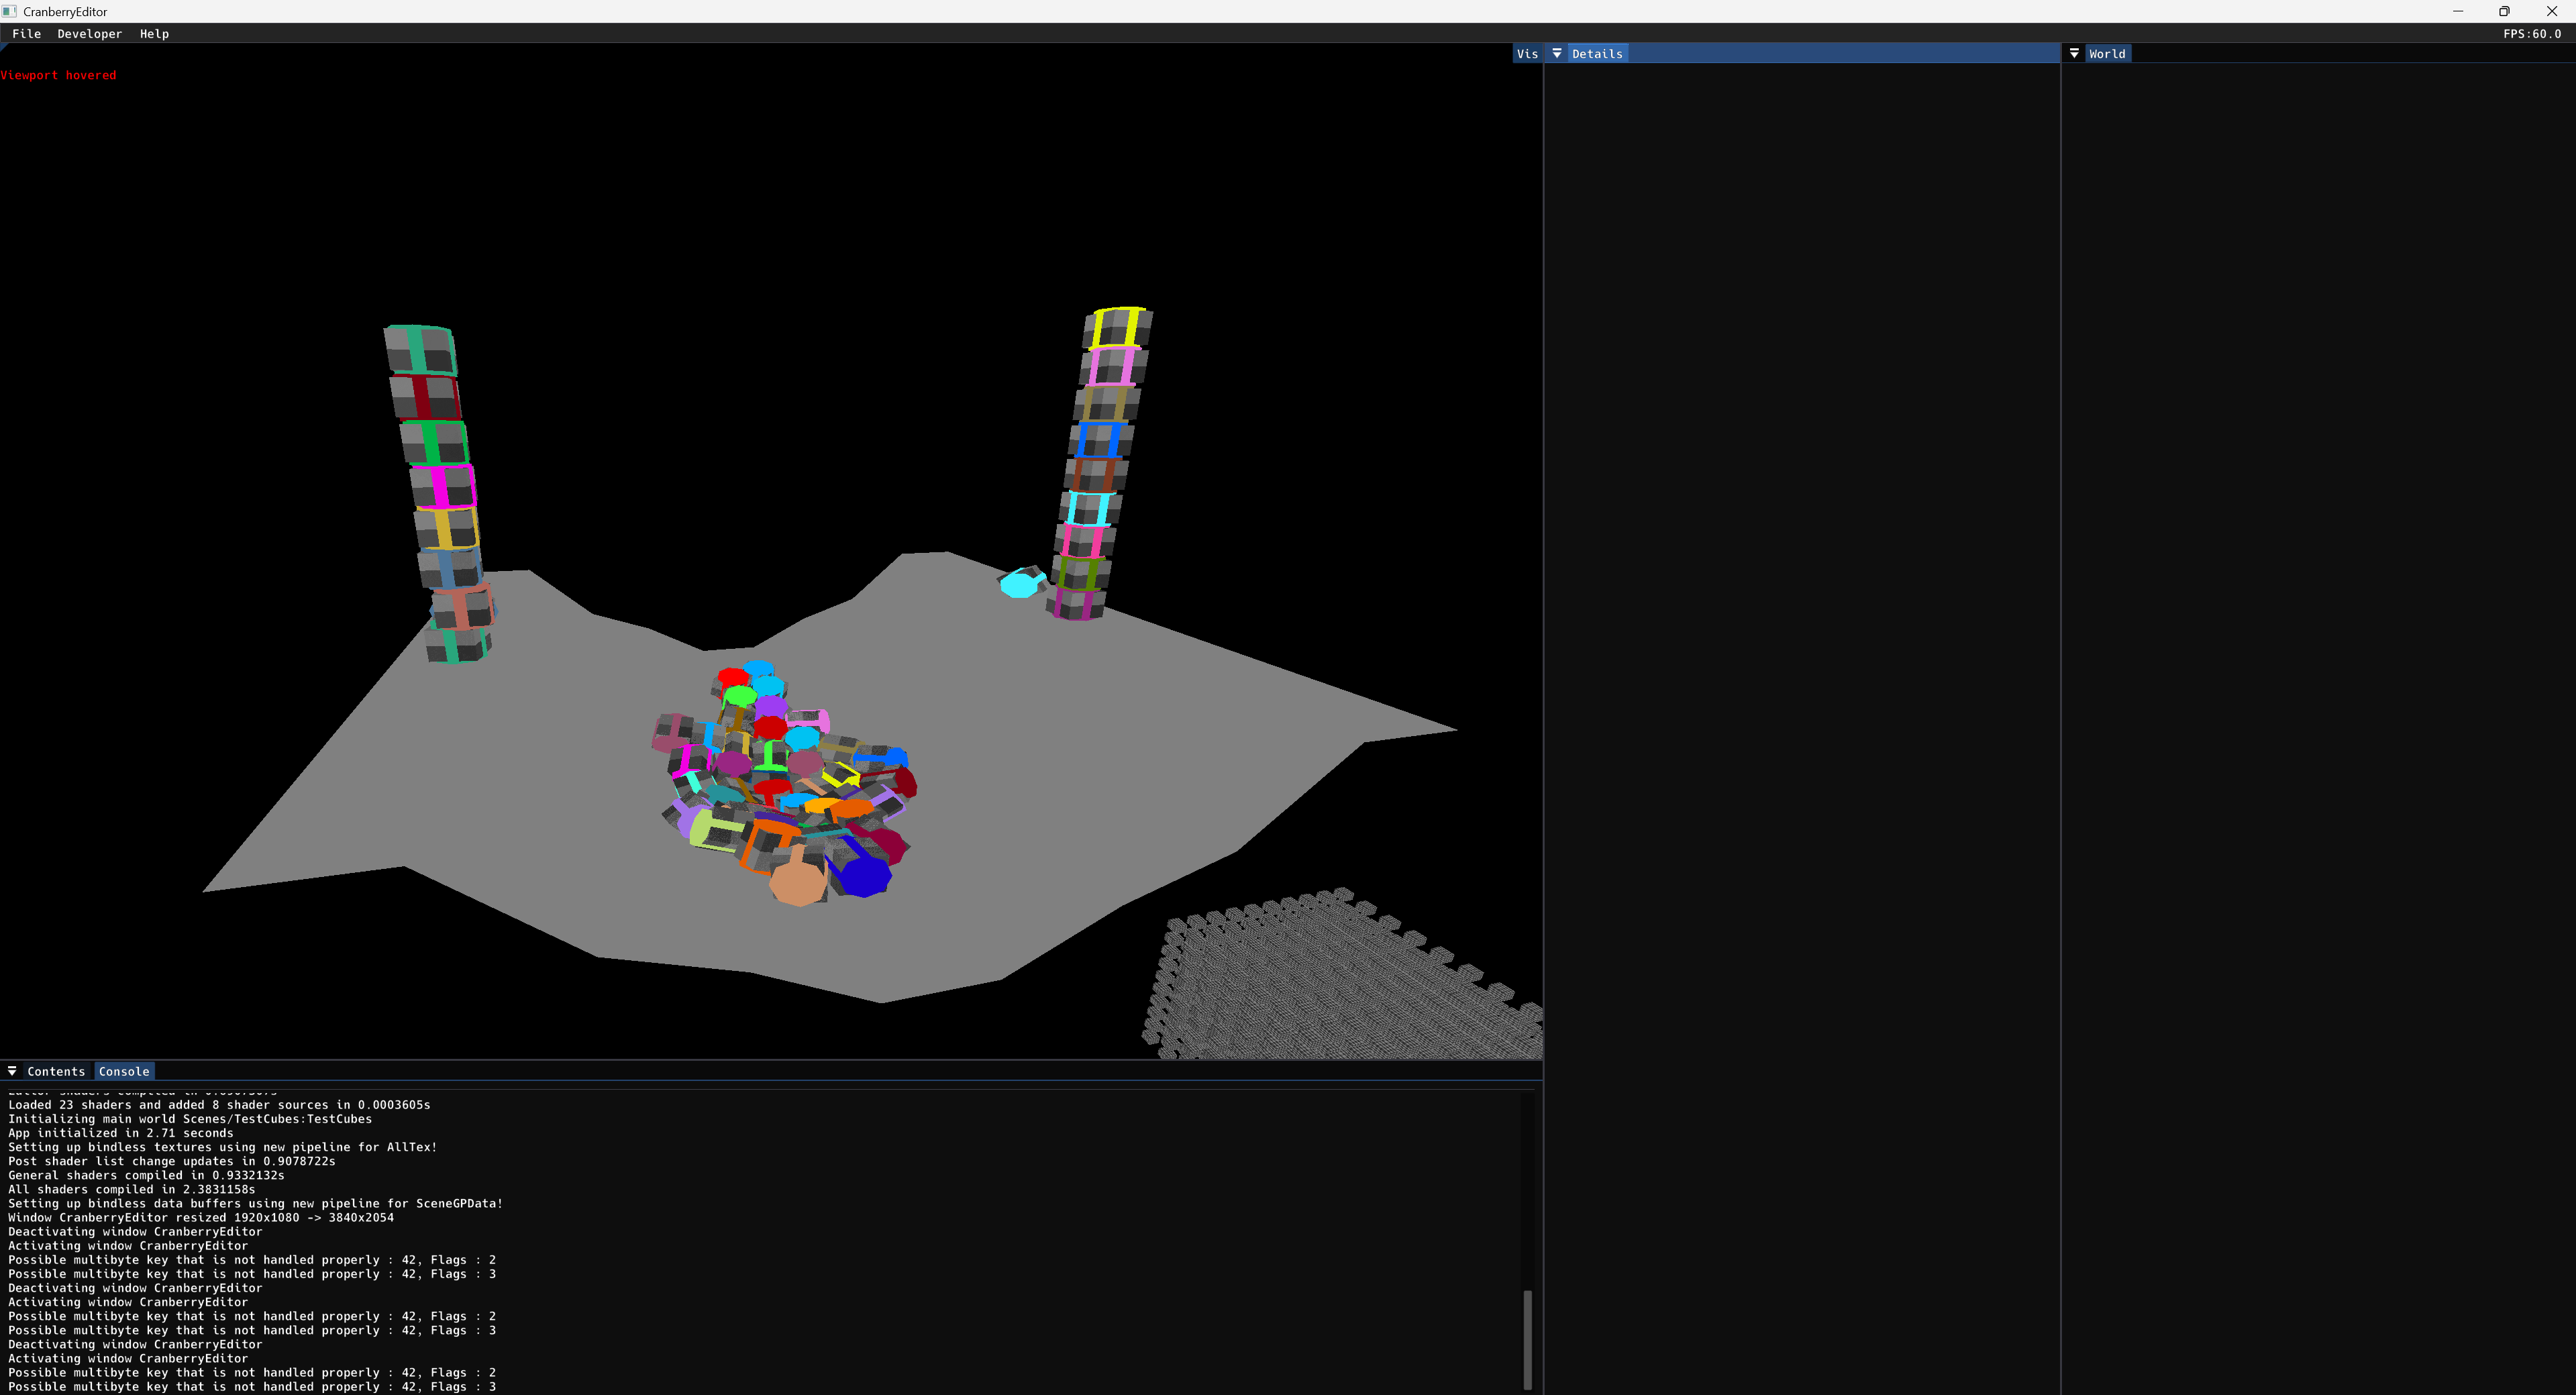 CranberryEditor
File Developer Help FPS:60.0
Vis Details World
Viewport hovered
Contents Console
Loaded 23 shaders and added 8 shader sources in 0.0003605s
Initializing main world Scenes/TestCubes:TestCubes
App initialized in 2.71 seconds
Setting up bindless textures using new pipeline for AllTex!
Post shader list change updates in 0.9078722s
General shaders compiled in 0.9332132s
All shaders compiled in 2.3831158s
Setting up bindless data buffers using new pipeline for SceneGPData!
Window CranberryEditor resized 1920x1080 -> 3840x2054
Deactivating window CranberryEditor
Activating window CranberryEditor
Possible multibyte key that is not handled properly : 42, Flags : 2
Possible multibyte key that is not handled properly : 42, Flags : 3
Deactivating window CranberryEditor
Activating window CranberryEditor
Possible multibyte key that is not handled properly : 42, Flags : 2
Possible multibyte key that is not handled properly : 42, Flags : 3
Deactivating window CranberryEditor
Activating window CranberryEditor
Possible multibyte key that is not handled properly : 42, Flags : 2
Possible multibyte key that is not handled properly : 42, Flags : 3